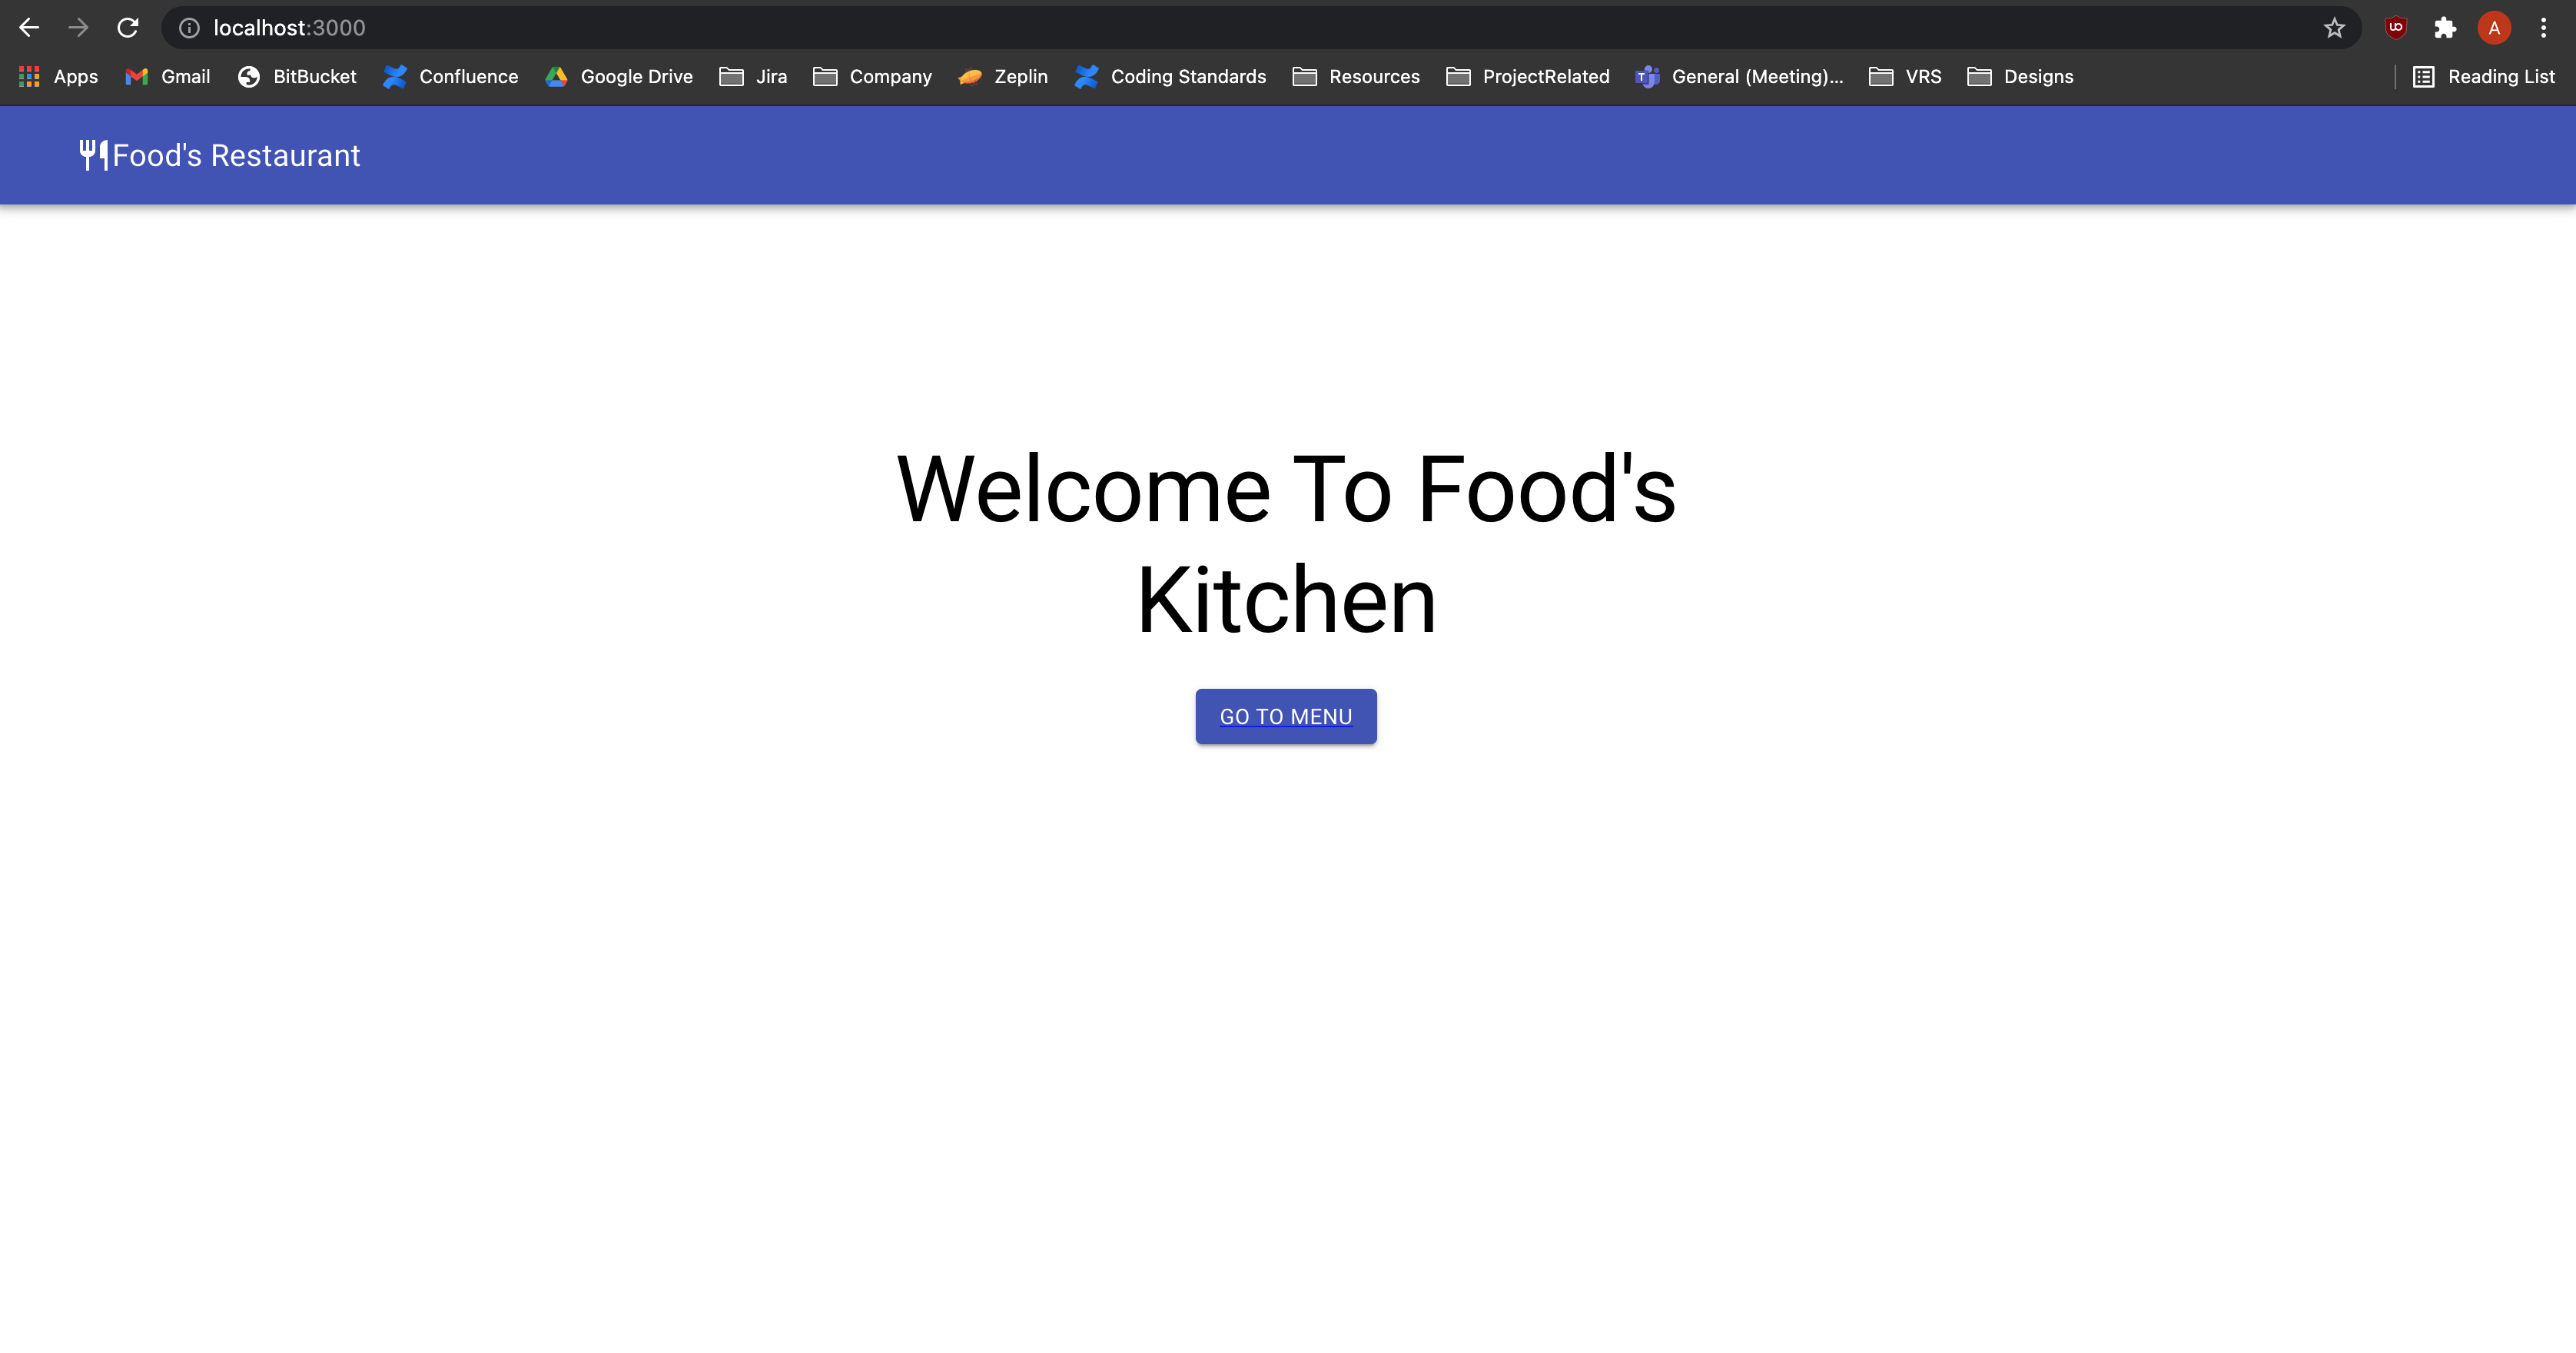 localhost:3000
A
Apps Gmail BitBucket Confluence Google Drive Jira Company Zeplin Coding Standards Resources ProjectRelated General (Meeting)... VRS Designs Reading List
Food's Restaurant
Welcome To Food's
Kitchen
GO TO MENU